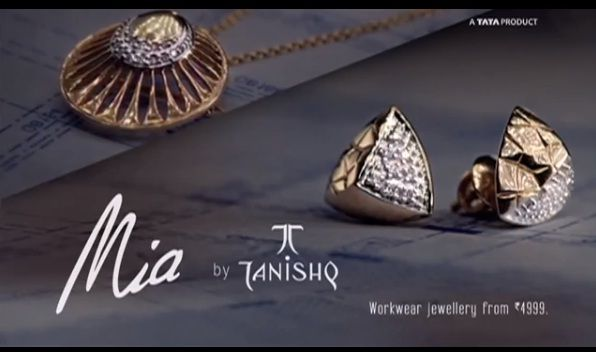 A TATA PRODUCT
Mia by TANISHQ
Workwear jewellery from ₹4999.